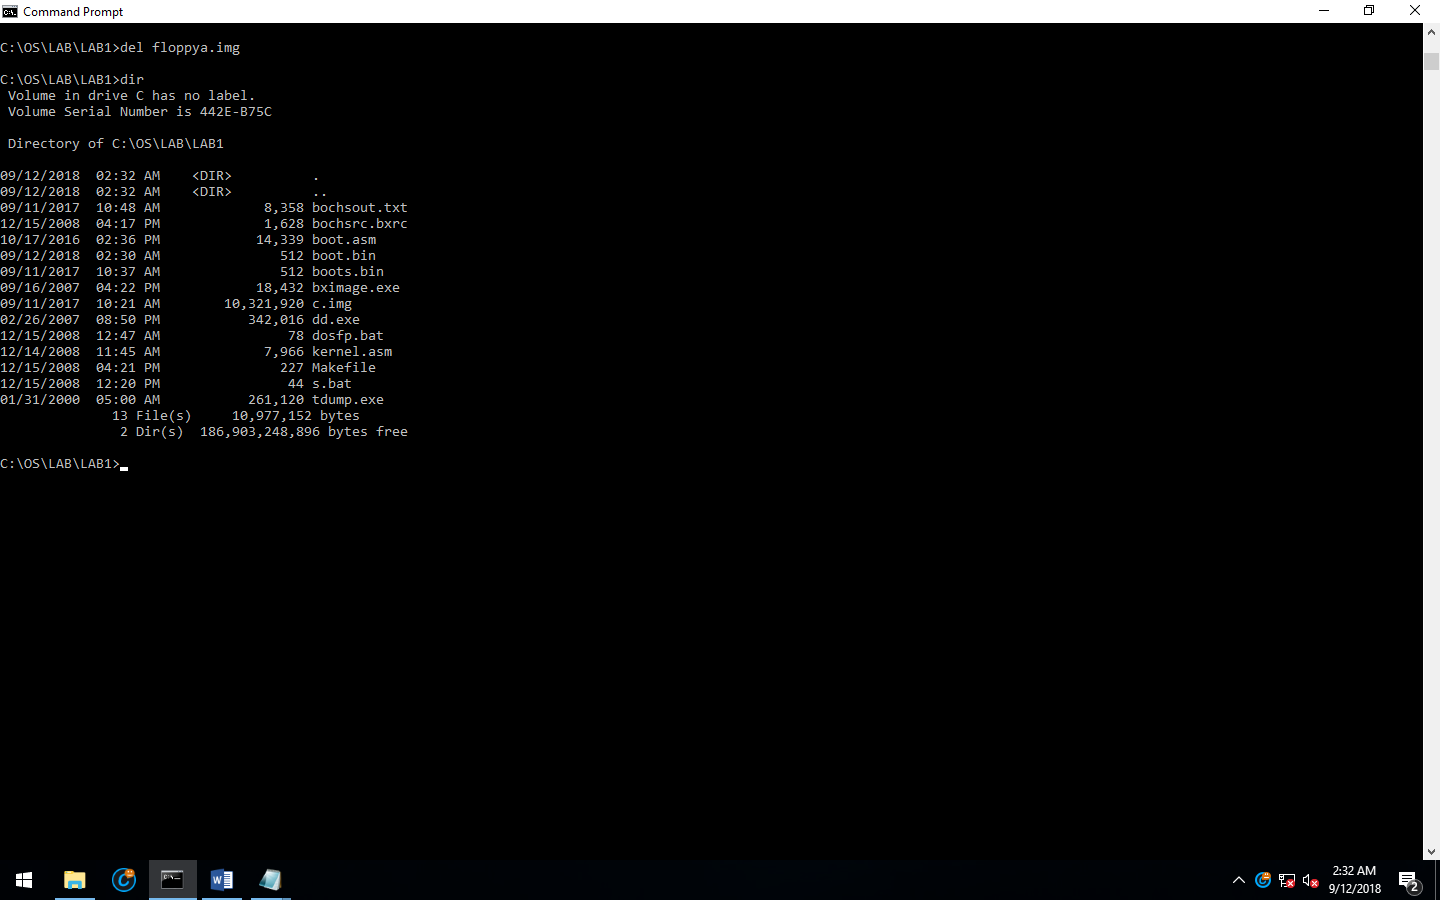 Command Prompt
C:\OS\LAB\LAB1>del floppya.img
C:\OS\LAB\LAB1>dir
 Volume in drive C has no label.
 Volume Serial Number is 442E-B75C
 Directory of C:\OS\LAB\LAB1
09/12/2018  02:32 AM    <DIR>          .
09/12/2018  02:32 AM    <DIR>          ..
09/11/2017  10:48 AM             8,358 bochsout.txt
12/15/2008  04:17 PM             1,628 bochsrc.bxrc
10/17/2016  02:36 PM            14,339 boot.asm
09/12/2018  02:30 AM               512 boot.bin
09/11/2017  10:37 AM               512 boots.bin
09/16/2007  04:22 PM            18,432 bximage.exe
09/11/2017  10:21 AM        10,321,920 c.img
02/26/2007  08:50 PM           342,016 dd.exe
12/15/2008  12:47 AM                78 dosfp.bat
12/14/2008  11:45 AM             7,966 kernel.asm
12/15/2008  04:21 PM               227 Makefile
12/15/2008  12:20 PM                44 s.bat
01/31/2000  05:00 AM           261,120 tdump.exe
              13 File(s)     10,977,152 bytes
               2 Dir(s)  186,903,248,896 bytes free
C:\OS\LAB\LAB1>
2:32 AM
9/12/2018
2